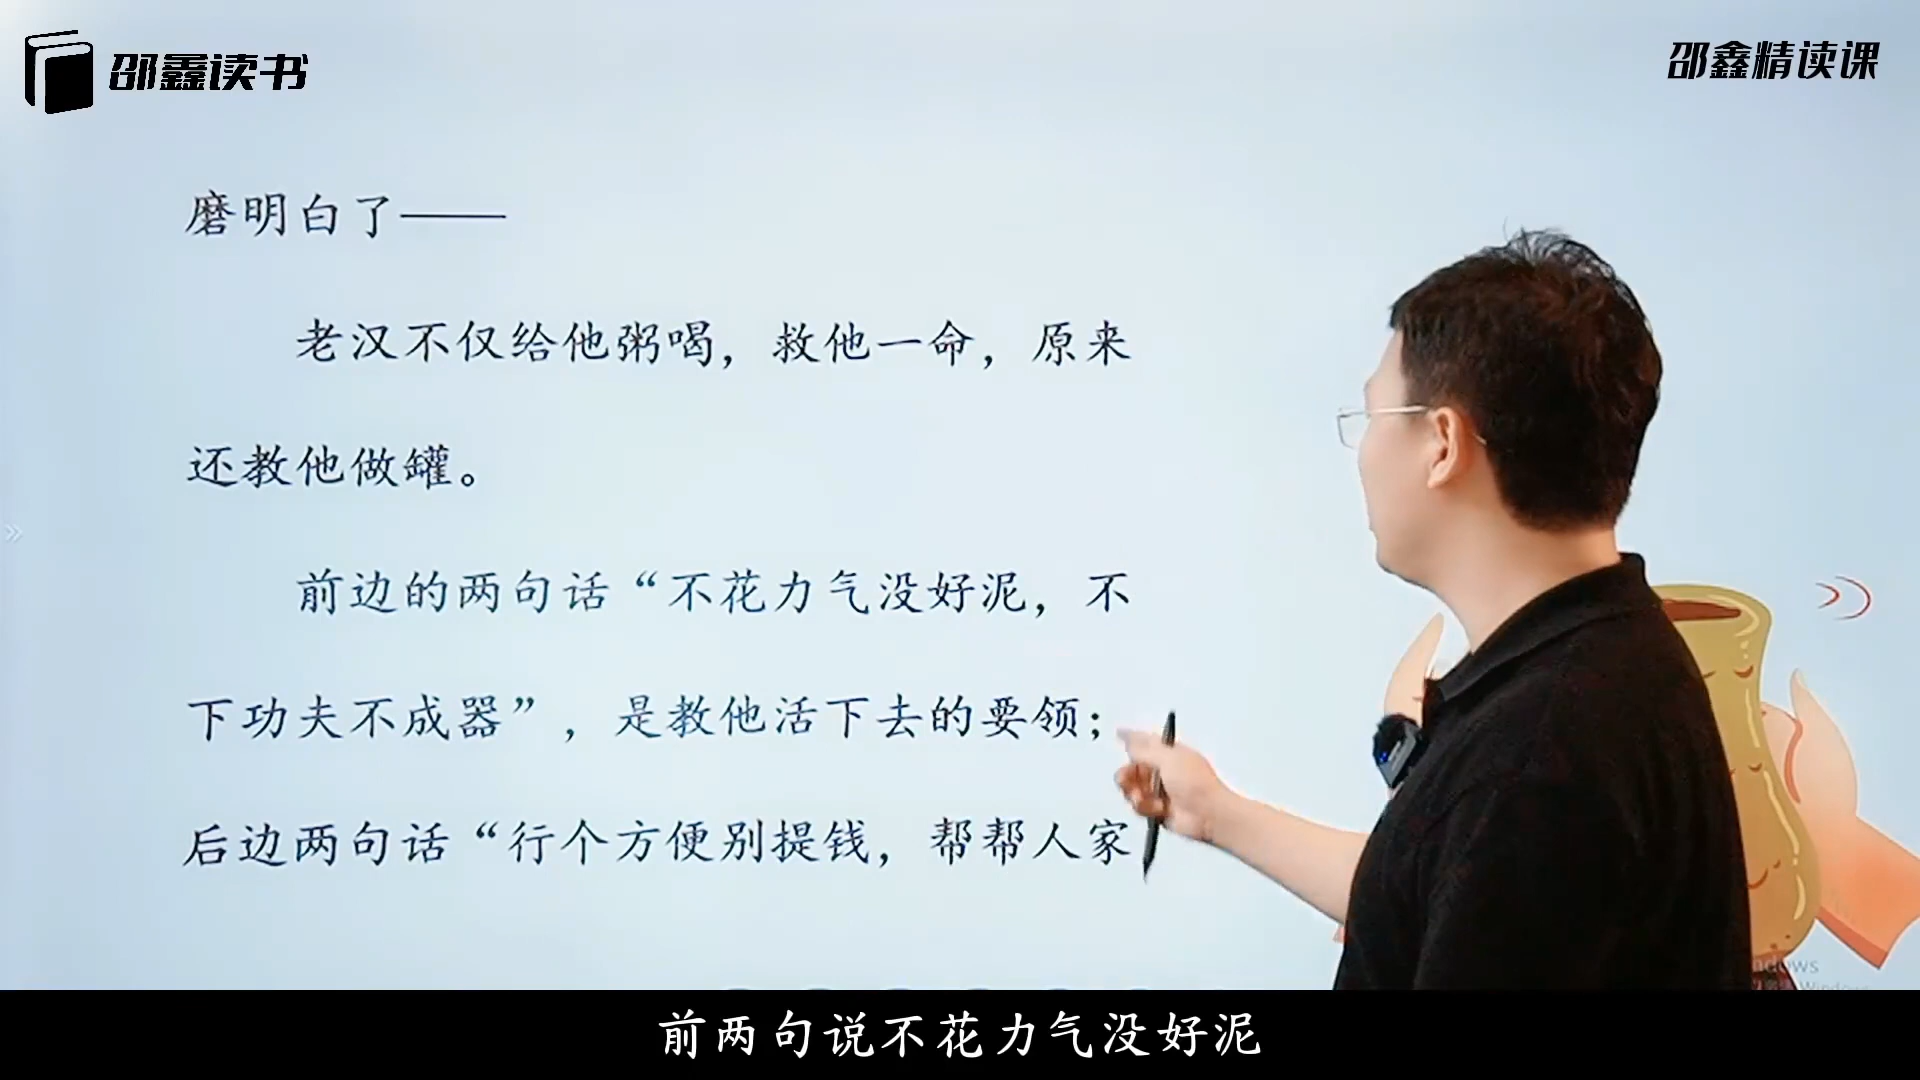 邵鑫读书
邵鑫精读课
磨明白了——
老汉不仅给他粥喝，救他一命，原来
还教他做罐。
前边的两句话“不花力气没好泥，不
下功夫不成器”，是教他活下去的要领；
后边两句话“行个方便别提钱，帮帮人家
前两句说不花力气没好泥